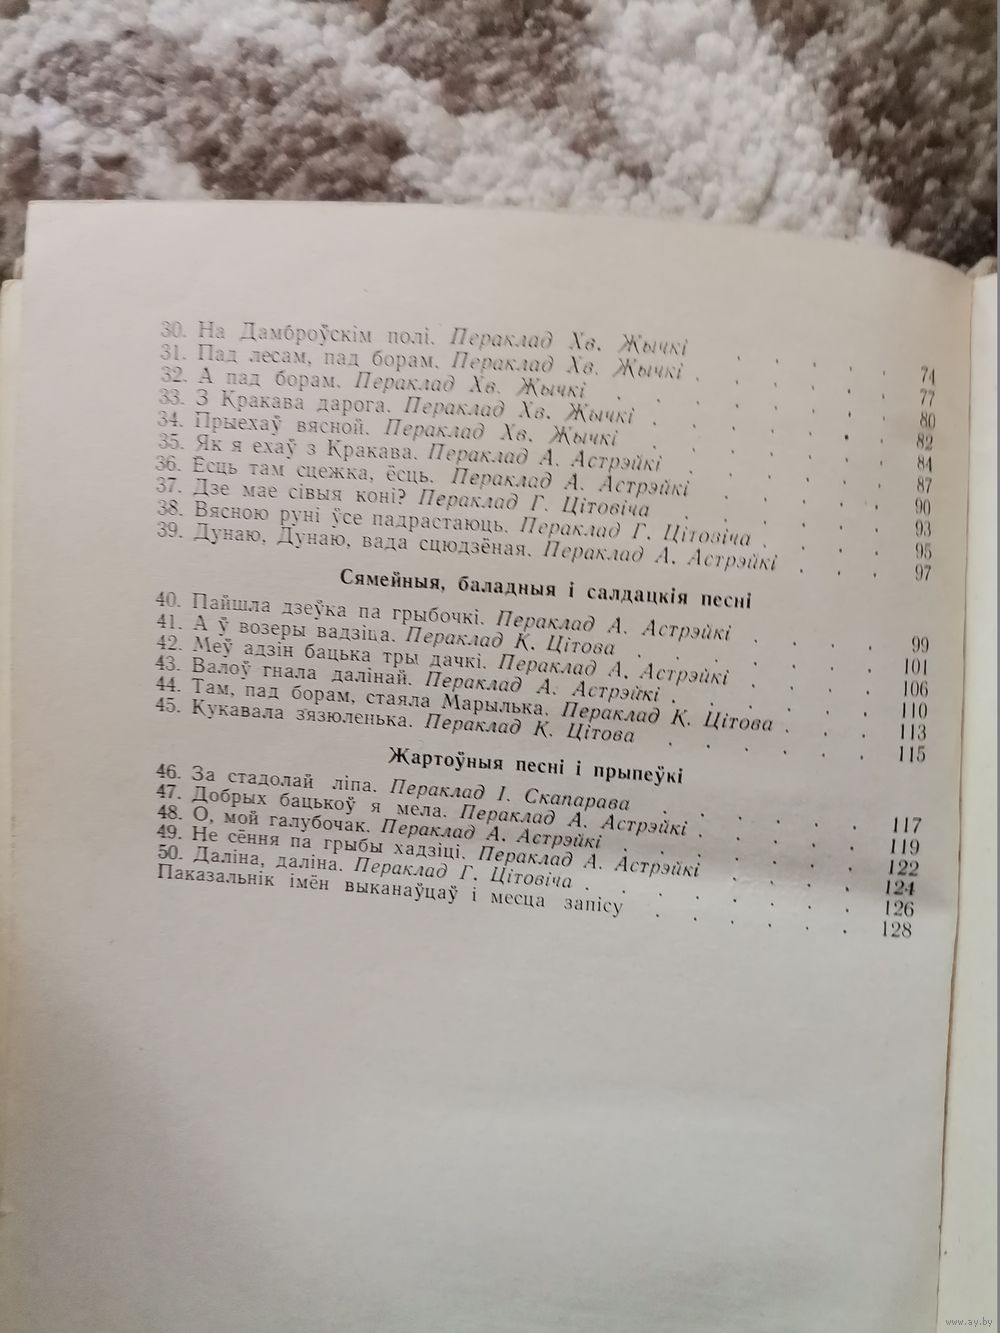 30. На Дамброўскім полі. Пераклад Хв. Жычкі . . . . . 74
31. Пад лесам, пад борам. Пераклад Хв. Жычкі . . . . . . 77
32. А пад борам. Пераклад Хв. Жычкі . . . . . . . 80
33. З Кракава дарога. Пераклад Хв. Жычкі . . . . . . 82
34. Прыехаў вясной. Пераклад Хв. Жычкі . . . . . . 84
35. Як я ехаў з Кракава. Пераклад А. Астрэйкі . . . . . . 87
36. Ёсць там сцежка, ёсць. Пераклад А. Астрэйкі . . . . . 90
37. Дзе мае сівыя коні? Пераклад Г. Цітовіча . . . . . . 93
38. Вясною руні ўсе падрастаюць. Пераклад Г. Цітовіча . . . . 95
39. Дунаю, Дунаю, вада сцюдзёная. Пераклад А. Астрэйкі . . . 97
Сямейныя, баладныя і салдацкія песні
40. Пайшла дзеўка па грыбочкі. Пераклад А. Астрэйкі . . . . 99
41. А ў возеры вадзіца. Пераклад К. Цітова . . . . . . . 101
42. Меў адзін бацька тры дачкі. Пераклад А. Астрэйкі . . . . 106
43. Валоў гнала далінай. Пераклад А. Астрэйкі . . . . . . 110
44. Там, пад борам, стаяла Марылька. Пераклад К. Цітова . . . 113
45. Кукавала зязюленька. Пераклад К. Цітова . . . . . . 115
Жартоўныя песні і прыпеўкі
46. За стадолай ліпа. Пераклад І. Скапарава . . . . . . 117
47. Добрых бацькоў я мела. Пераклад А. Астрэйкі . . . . . 119
48. О, мой галубочак. Пераклад А. Астрэйкі . . . . . . . 122
49. Не сёння па грыбы хадзіці. Пераклад А. Астрэйкі . . . . 124
50. Даліна, даліна. Пераклад Г. Цітовіча . . . . . . . 126
Паказальнік імён выканаўцаў і месца запісу . . . . . . 128
www.ay.by